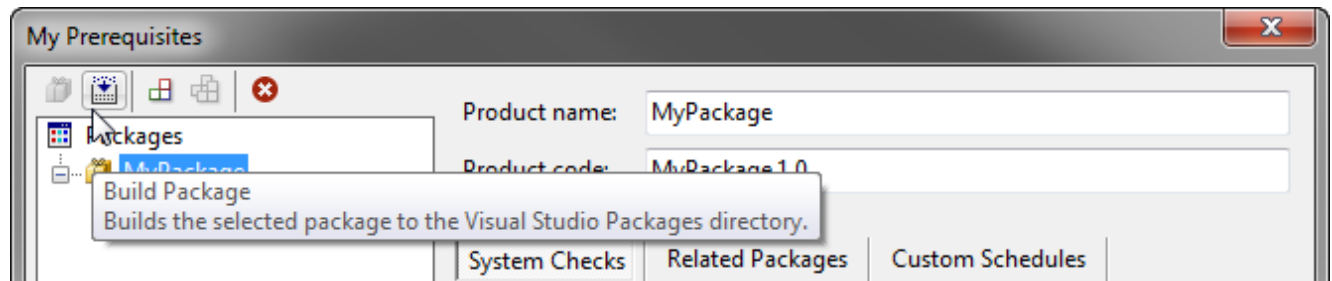 My Prerequisites
Product name: MyPackage
Packages
MyPackage
Product code: MyPackage 1.0
Build Package
Builds the selected package to the Visual Studio Packages directory.
System Checks Related Packages Custom Schedules